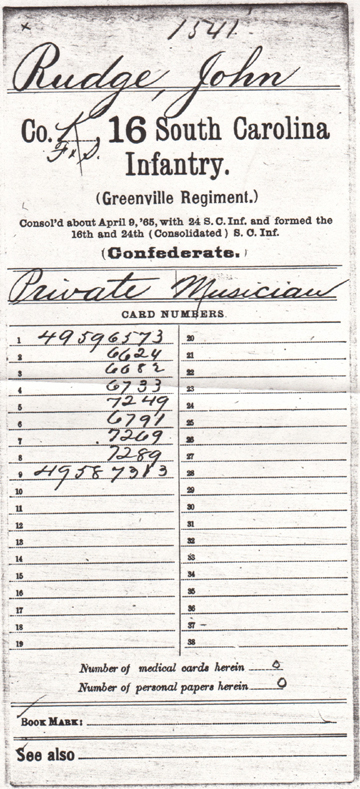 x 1541
Rudge, John
Co. F & S. 16 South Carolina
Infantry.
(Greenville Regiment.)
Consol'd about April 9, '65, with 24 S. C. Inf. and formed the
16th and 24th (Consolidated) S. C. Inf.
(Confederate.)
Private Musician
CARD NUMBERS.
1 49596573 20
2 6624 21
3 6682 22
4 6733 23
5 7249 24
6 6791 25
7 7269 26
8 7289 27
9 49587313 28
10 29
11 30
12 31
13 32
14 33
15 34
16 35
17 36
18 37
19 38
Number of medical cards herein 0
Number of personal papers herein 0
BOOK MARK:
See also